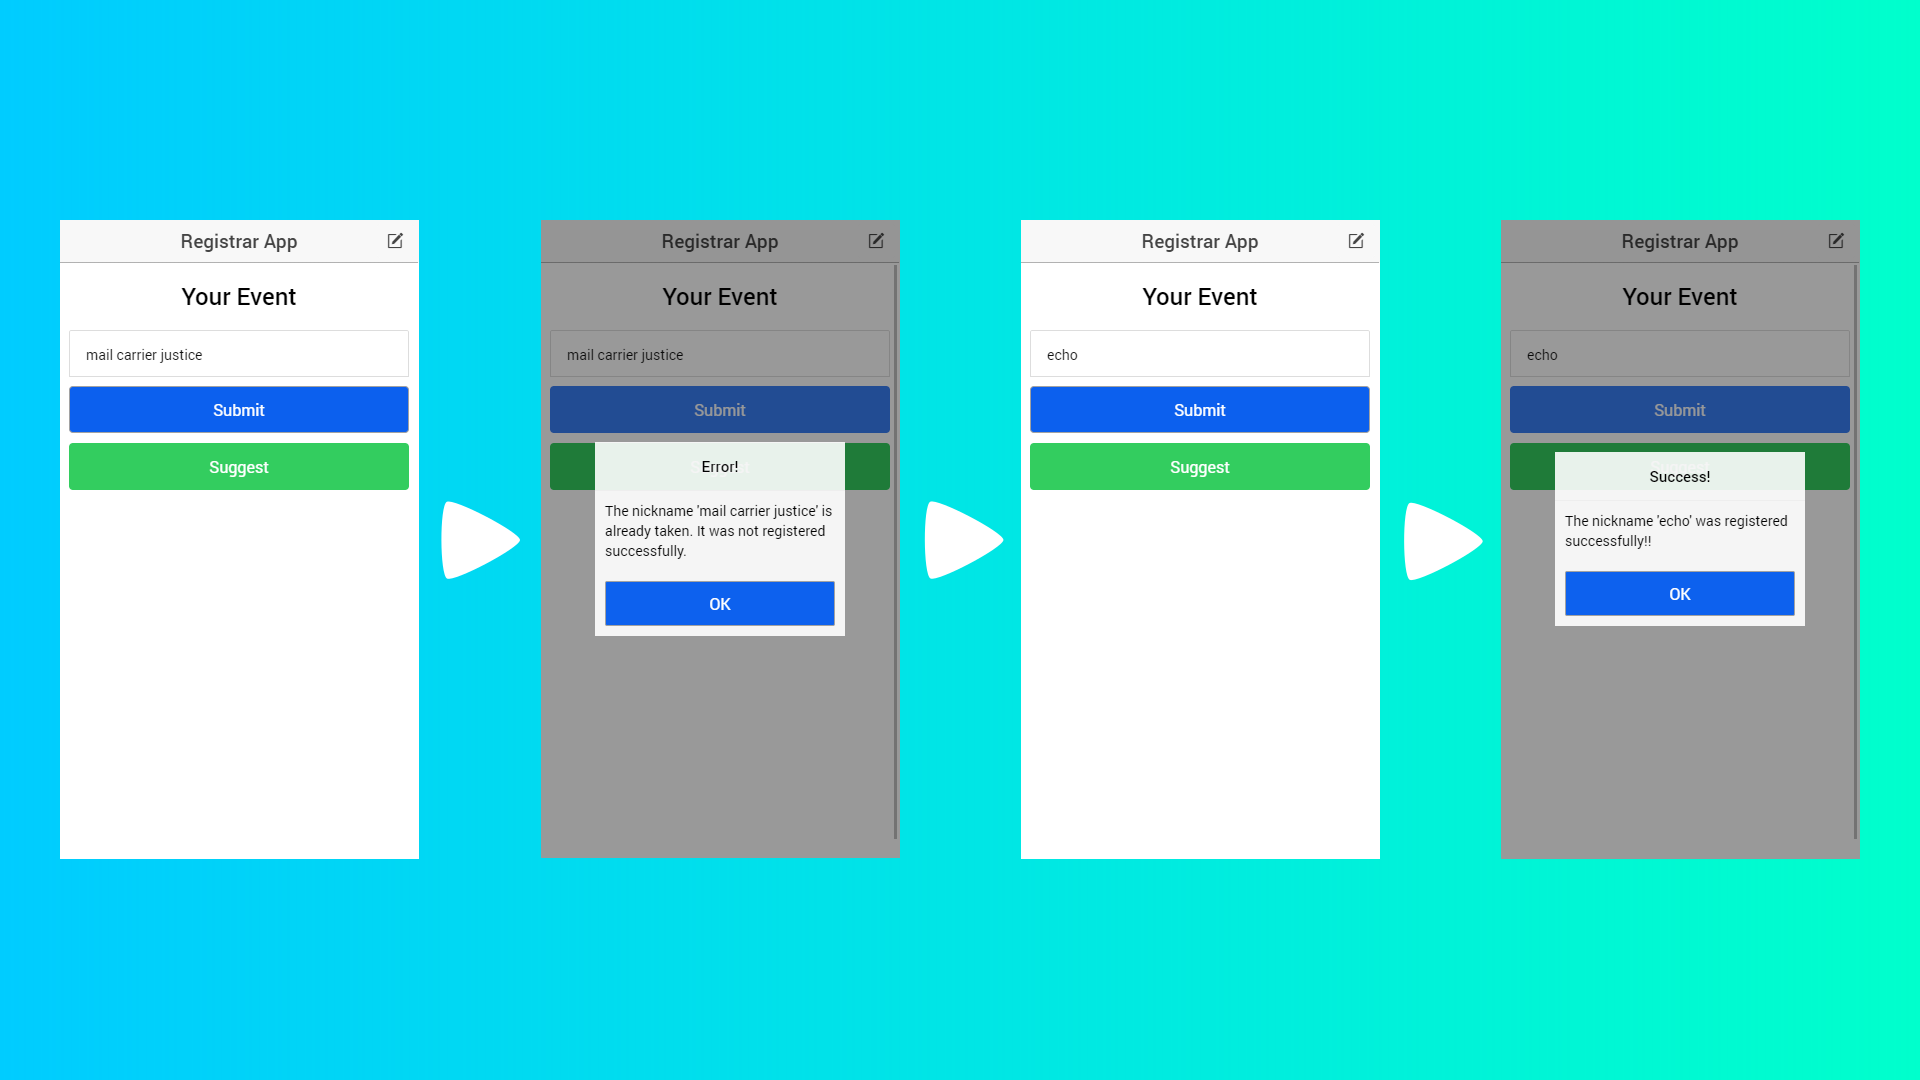 Registrar App
Your Event
mail carrier justice
Submit
Suggest
Registrar App
Your Event
mail carrier justice
Submit
Error!
The nickname 'mail carrier justice' is
already taken. It was not registered
successfully.
OK
Registrar App
Your Event
echo
Submit
Suggest
Registrar App
Your Event
echo
Submit
Success!
The nickname 'echo' was registered
successfully!!
OK